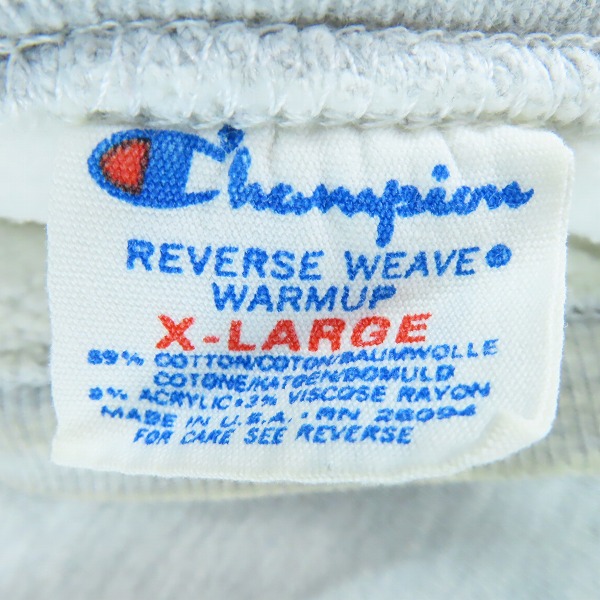 Champion
REVERSE WEAVE
WARMUP
X-LARGE
89% COTTON/COTON/BAUMWOLLE
COTONE/KATOEN/BOMULD
8% ACRYLIC • 3% VISCOSE RAYON
MADE IN U.S.A. • RN 26094
FOR CARE SEE REVERSE